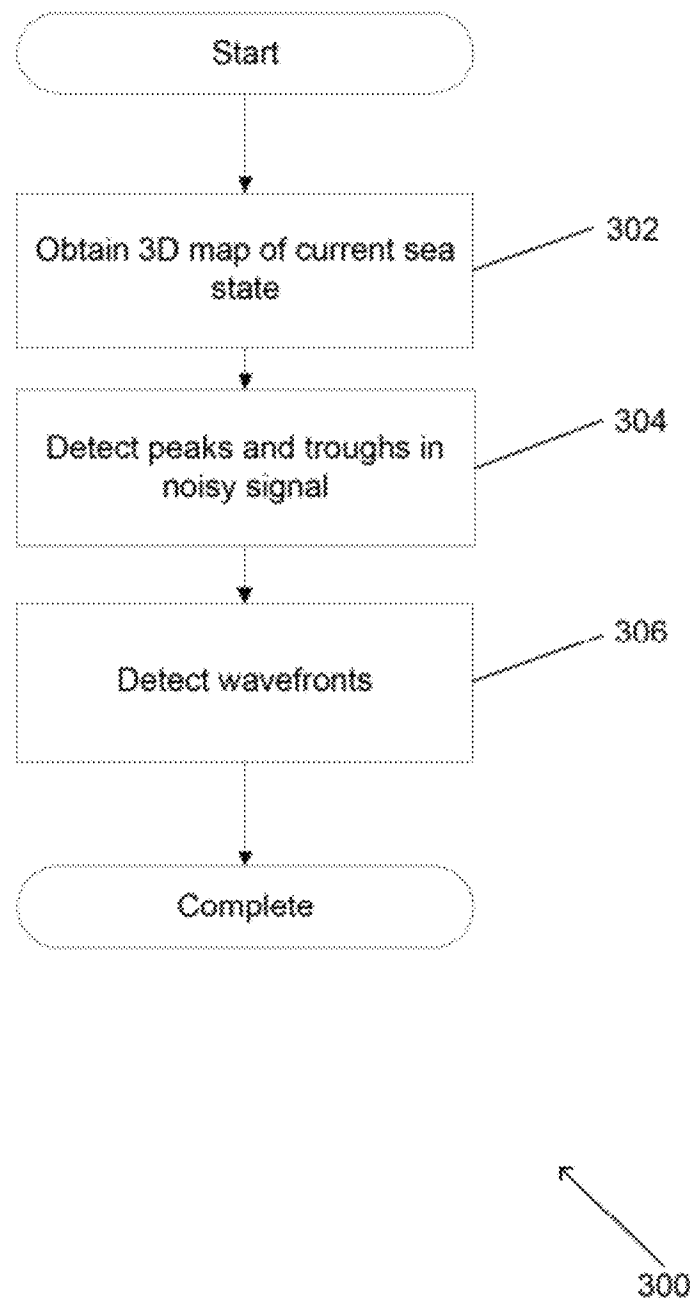 Start
Obtain 3D map of current sea
state
302
Detect peaks and troughs in
noisy signal
304
Detect wavefronts
306
Complete
300